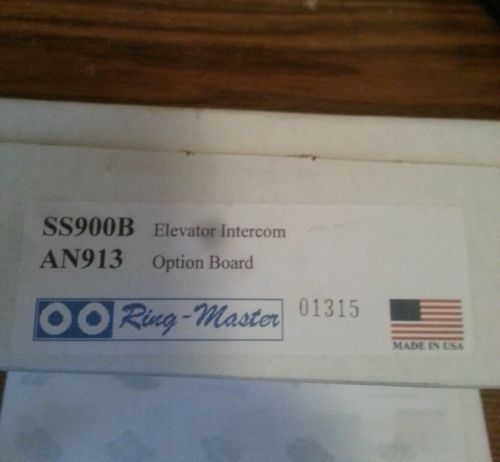 SS900B Elevator Intercom
AN913 Option Board
Ring-Master 01315
MADE IN USA